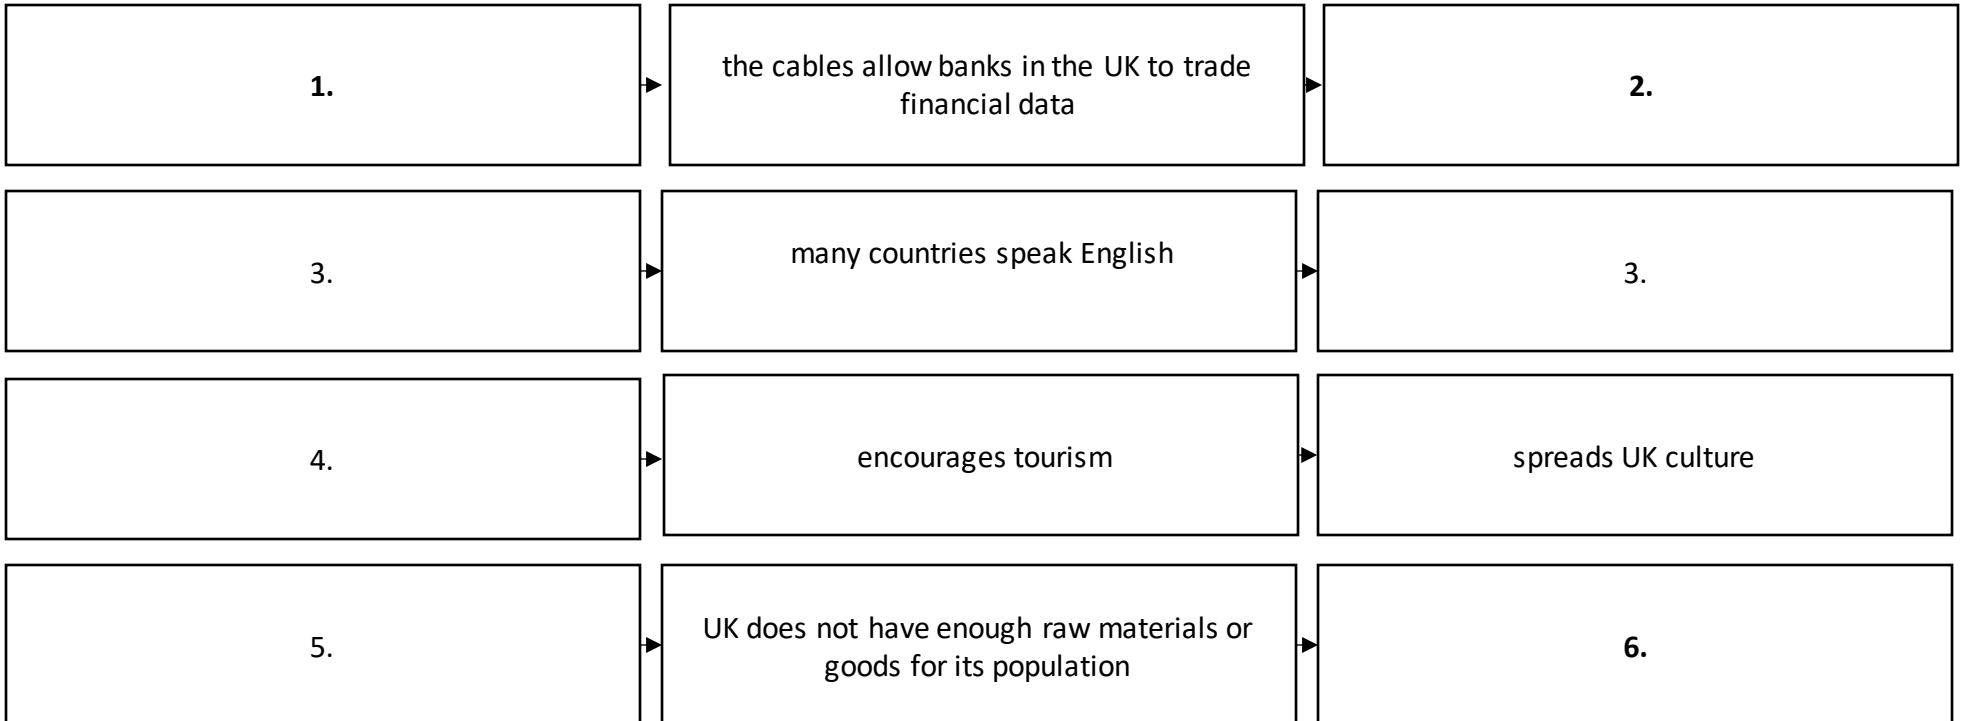 1.
the cables allow banks in the UK to trade
financial data
2.
3.
many countries speak English
3.
4.
encourages tourism
spreads UK culture
5.
UK does not have enough raw materials or
goods for its population
6.